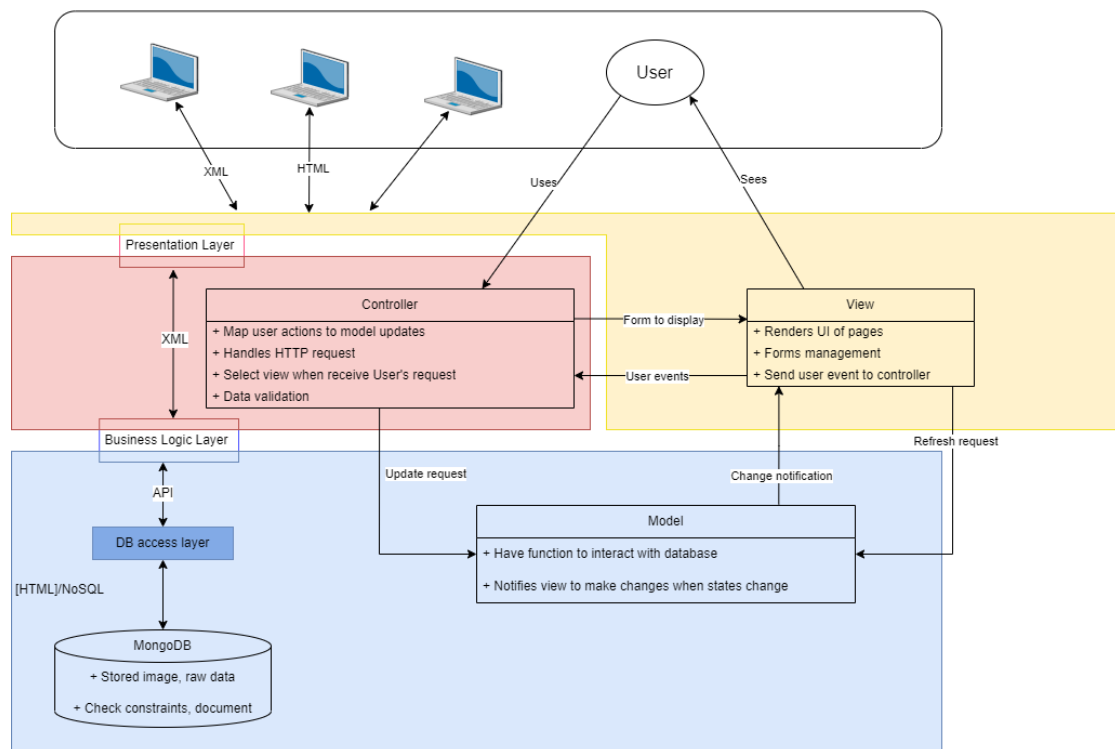 User
XML
HTML
Uses
Sees
Presentation Layer
Controller
+ Map user actions to model updates
+ Handles HTTP request
+ Select view when receive User's request
+ Data validation
Form to display
User events
View
+ Renders UI of pages
+ Forms management
+ Send user event to controller
XML
Business Logic Layer
Update request
Change notification
Refresh request
API
DB access layer
Model
+ Have function to interact with database
+ Notifies view to make changes when states change
[HTML]/NoSQL
MongoDB
+ Stored image, raw data
+ Check constraints, document